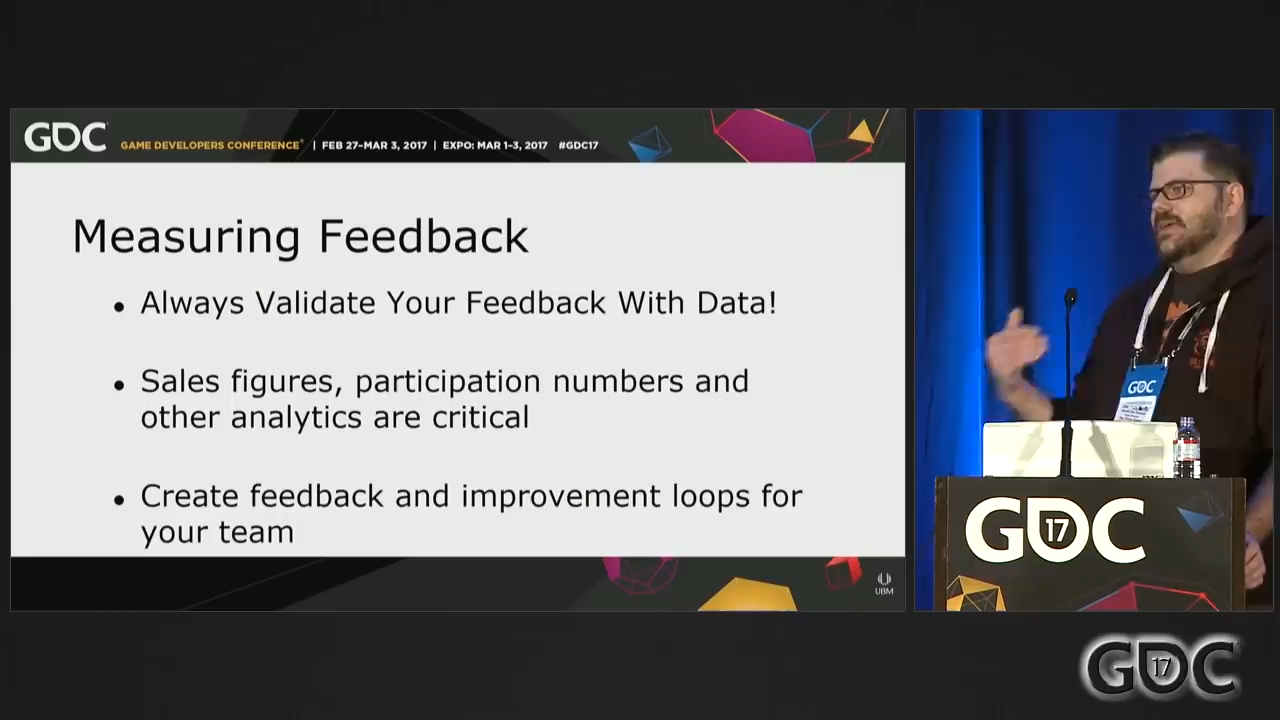 GDC
GAME DEVELOPERS CONFERENCE® | FEB 27–MAR 3, 2017 | EXPO: MAR 1–3, 2017 #GDC17
Measuring Feedback
• Always Validate Your Feedback With Data!
• Sales figures, participation numbers and
other analytics are critical
• Create feedback and improvement loops for
your team
UBM
GDC
GDC
17
GDC
17